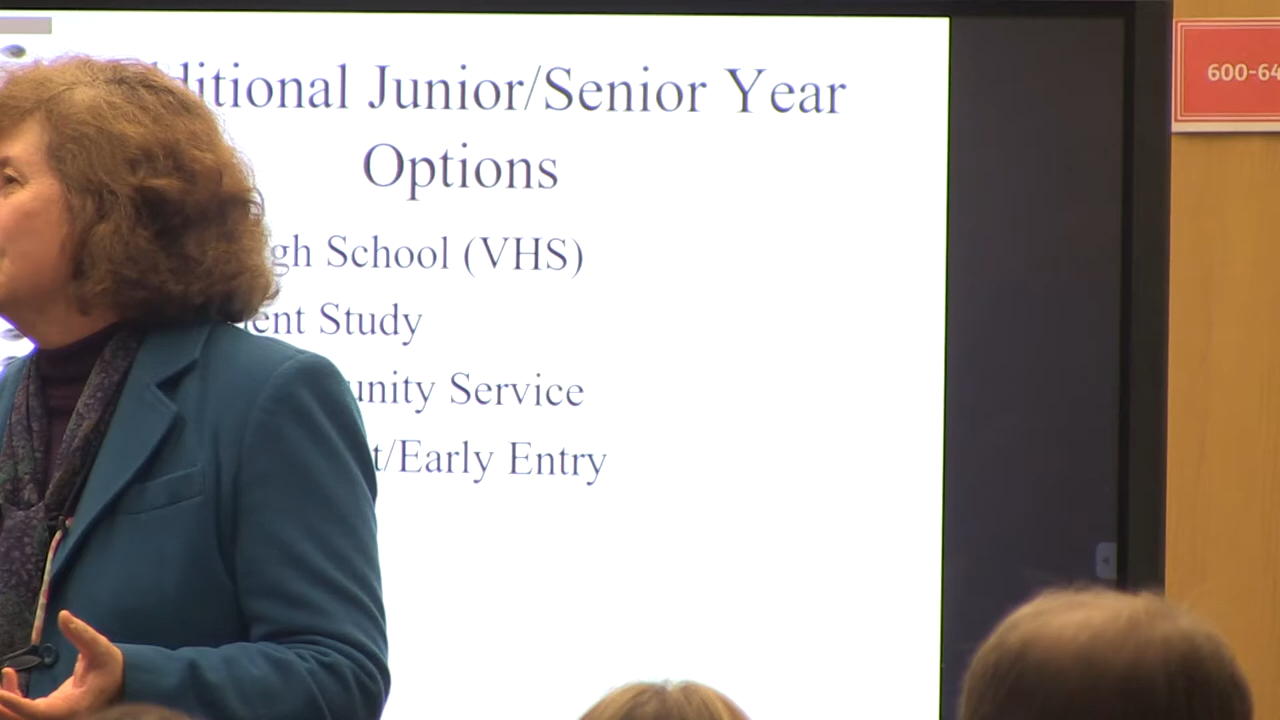 ditional Junior/Senior Year
Options
gh School (VHS)
ent Study
unity Service
t/Early Entry
600-64